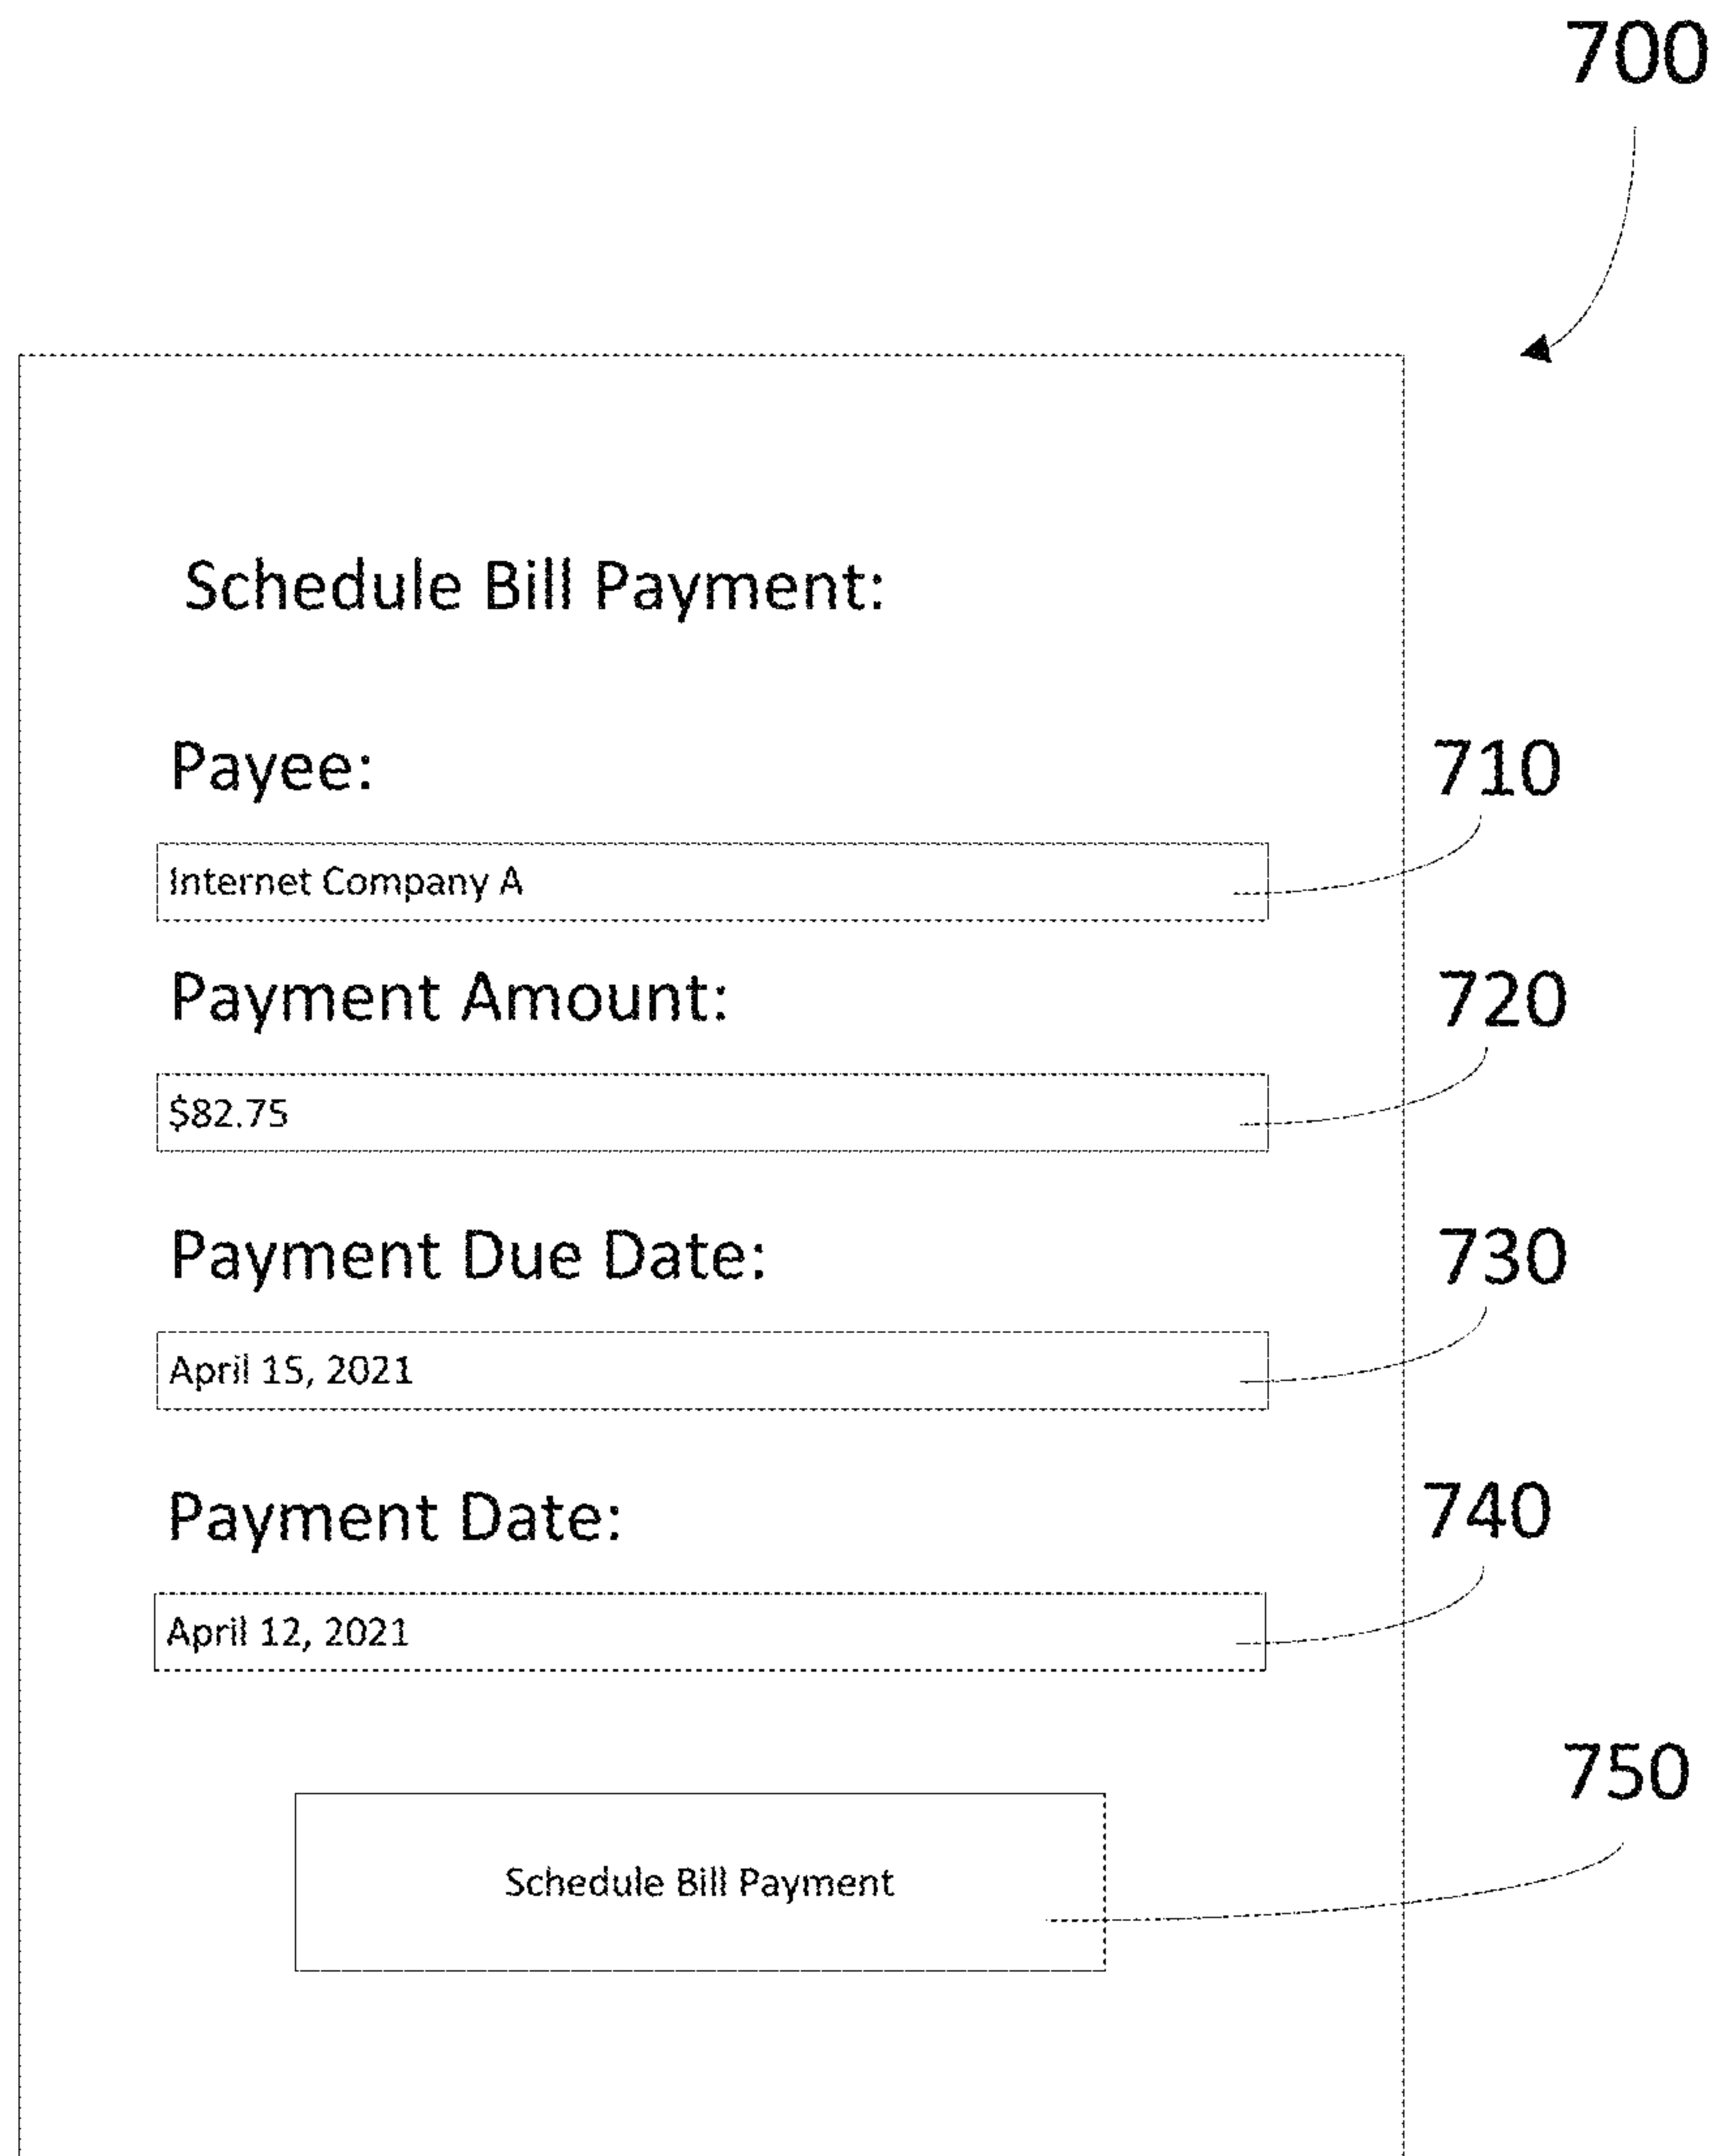 700
Schedule Bill Payment:
Payee:
710
Internet Company A
Payment Amount:
720
$82.75
Payment Due Date:
730
April 15, 2021
Payment Date:
740
April 12, 2021
750
Schedule Bill Payment